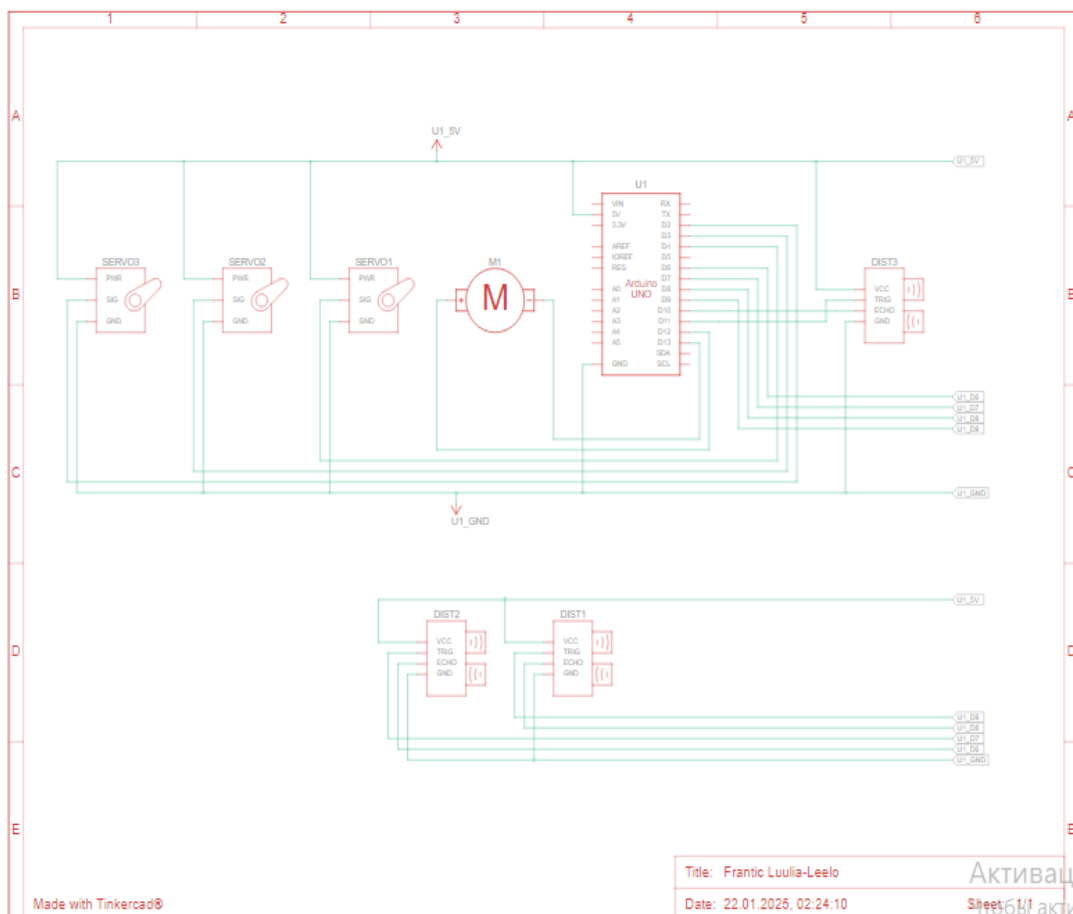 1 2 3 4 5 6
A A
U1_5V
U1_5V
U1
VIN RX
5V TX
3.3V D2
D3
AREF D4
IOREF D5
RES D6
D7
Arduino
UNO
A0 D8
A1 D9
A2 D10
A3 D11
A4 D12
A5 D13
SDA
GND SCL
SERVO3 SERVO2 SERVO1 M1 DIST3
PWR PWR PWR
SIG SIG SIG
GND GND GND
+ M -
VCC
TRIG
ECHO
GND
B B
U1_D6
U1_D7
U1_D8
U1_D9
C C
U1_GND
U1_GND
U1_5V
DIST2 DIST1
VCC VCC
TRIG TRIG
ECHO ECHO
GND GND
D D
U1_D9
U1_D8
U1_D7
U1_D6
U1_GND
E E
Title: Frantic Luulia-Leelo
Date: 22.01.2025, 02:24:10 Sheet: 1/1
Made with Tinkercad®